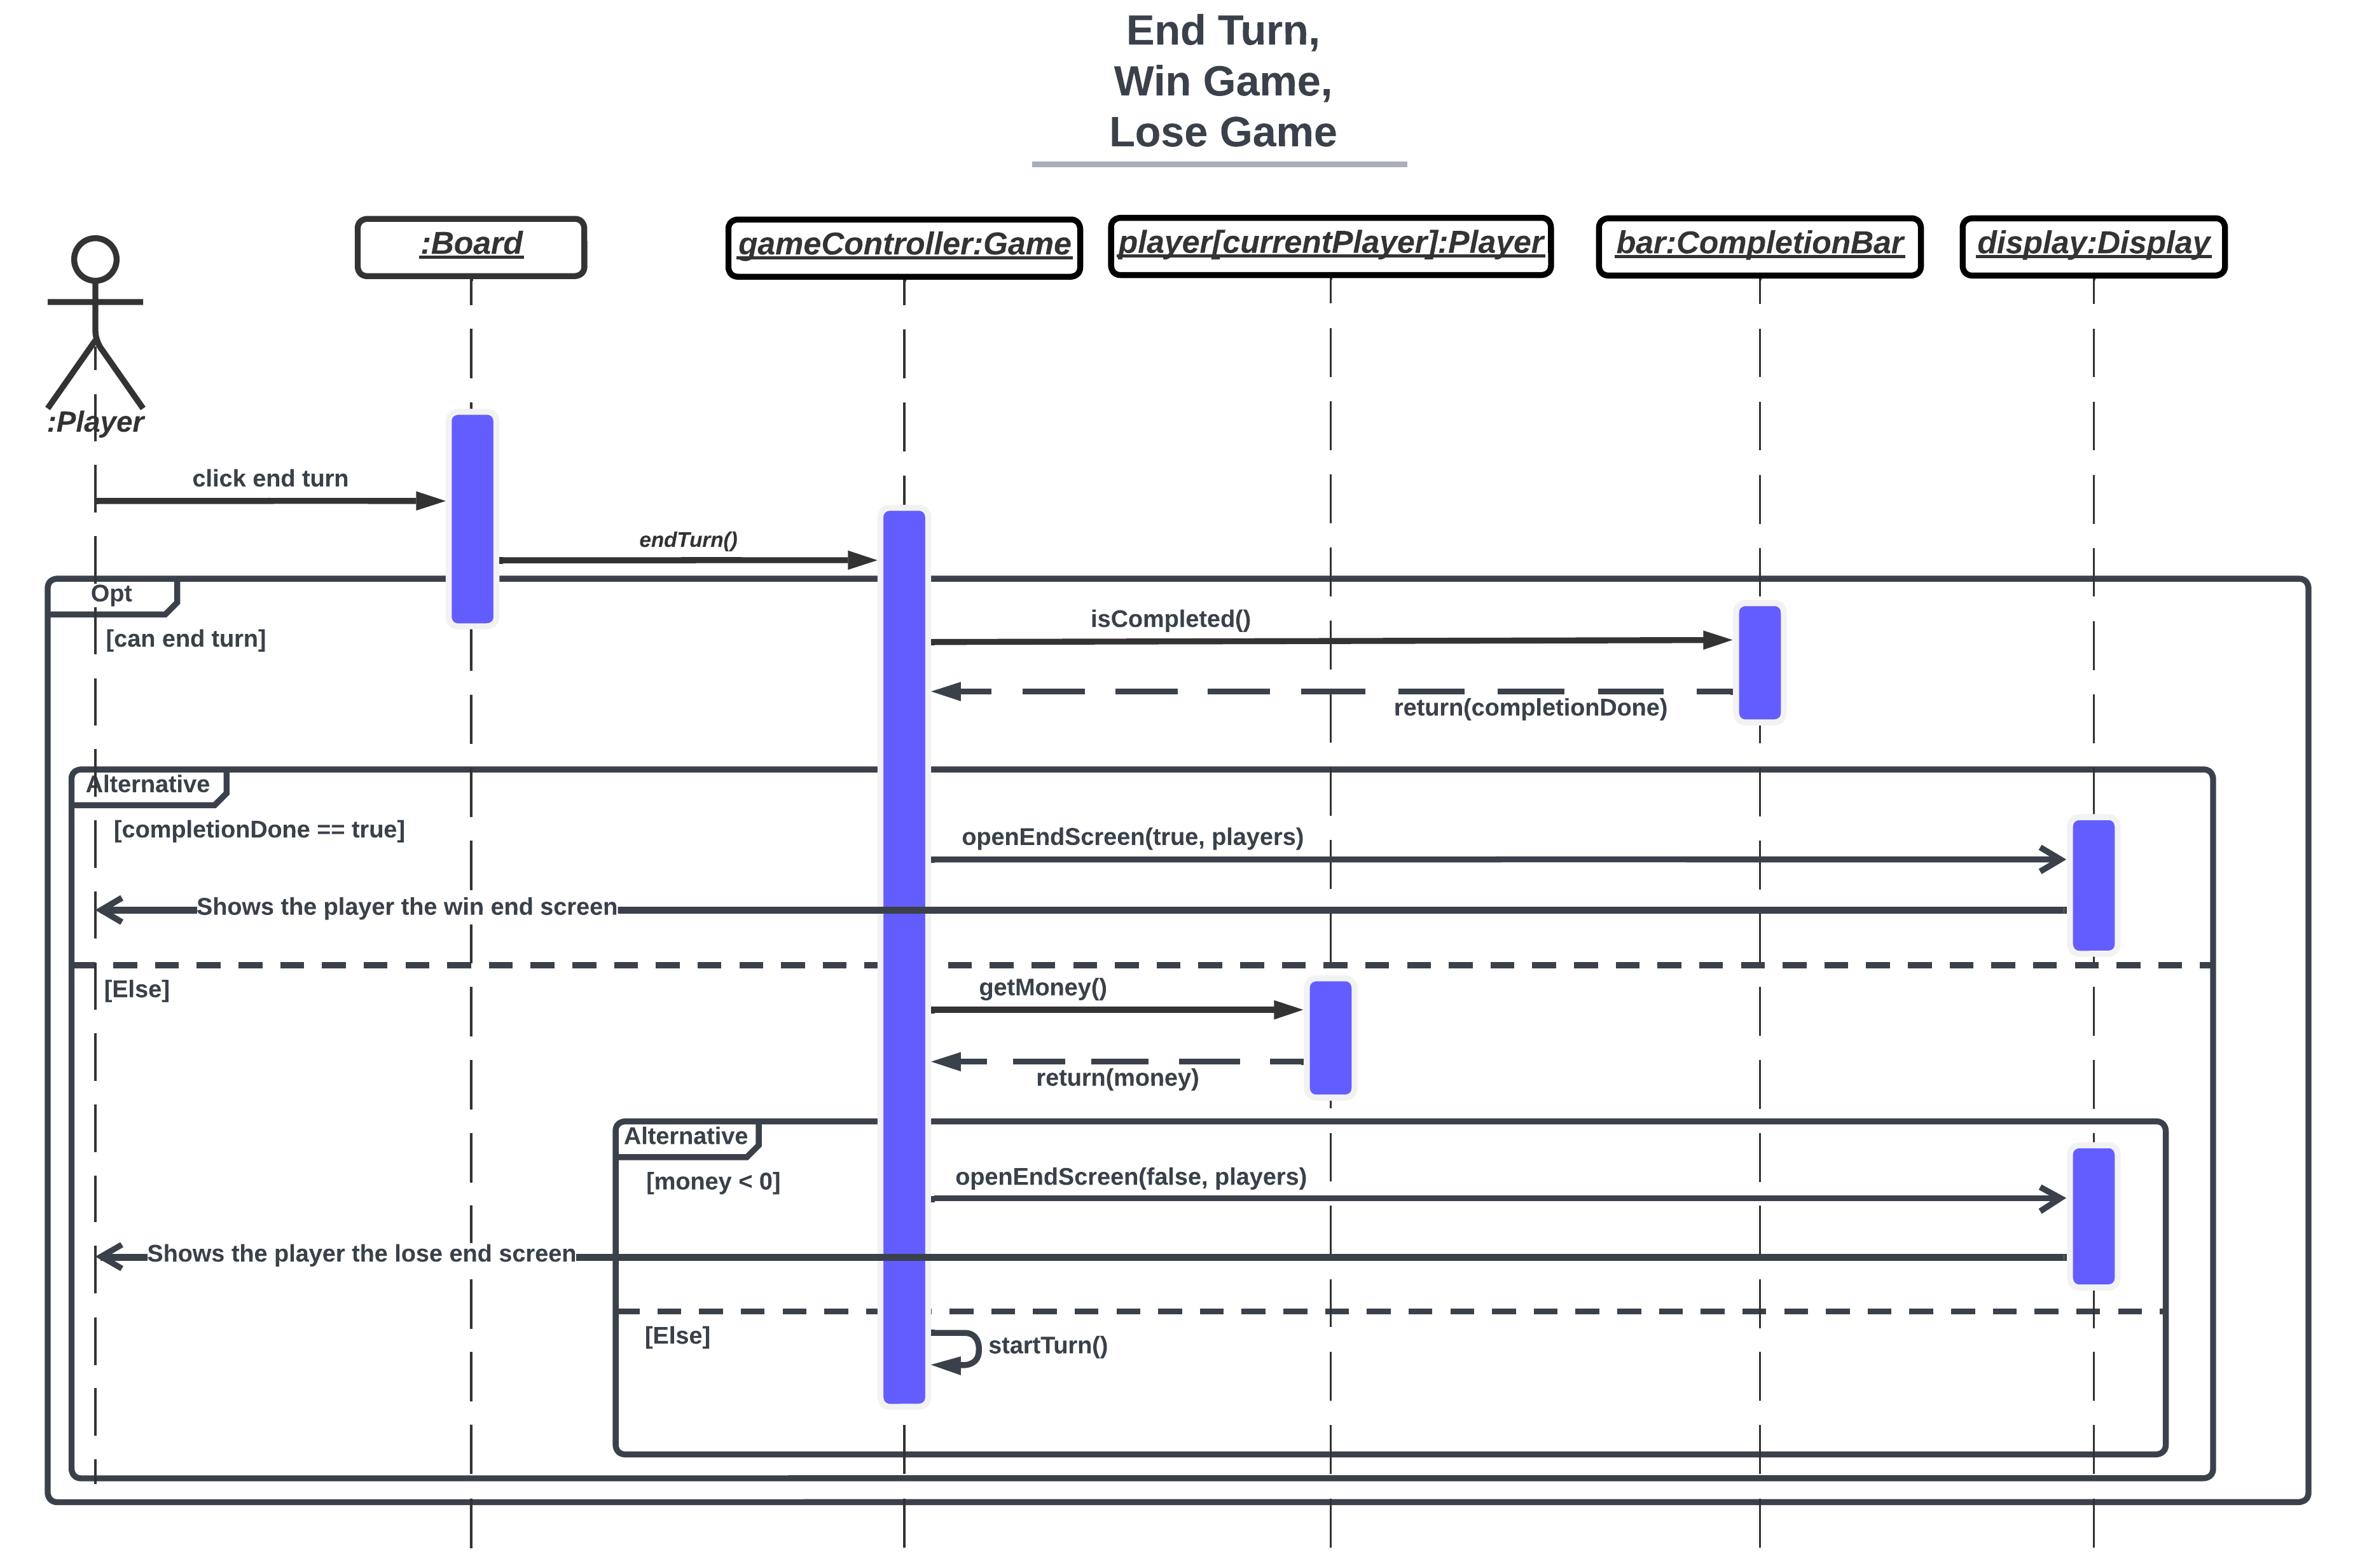 End Turn,
Win Game,
Lose Game
:Board
gameController:Game
player[currentPlayer]:Player
bar:CompletionBar
display:Display
:Player
click end turn
endTurn()
Opt
[can end turn]
isCompleted()
return(completionDone)
Alternative
[completionDone == true]
openEndScreen(true, players)
Shows the player the win end screen
[Else]
getMoney()
return(money)
Alternative
[money < 0]
openEndScreen(false, players)
Shows the player the lose end screen
[Else]
startTurn()